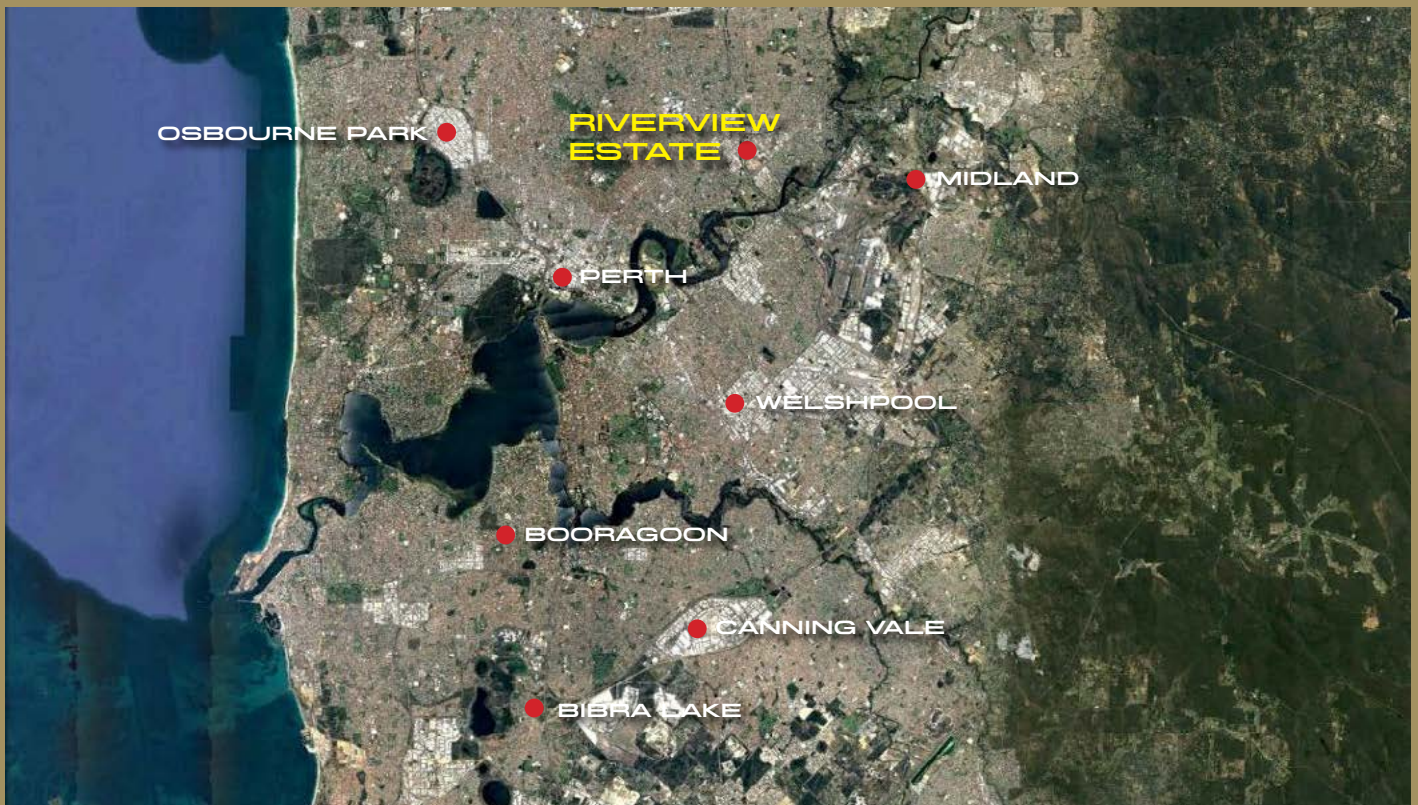 OSBOURNE PARK
RIVERVIEW
ESTATE
MIDLAND
PERTH
WELSHPOOL
BOORAGOON
CANNING VALE
BIBRA LAKE